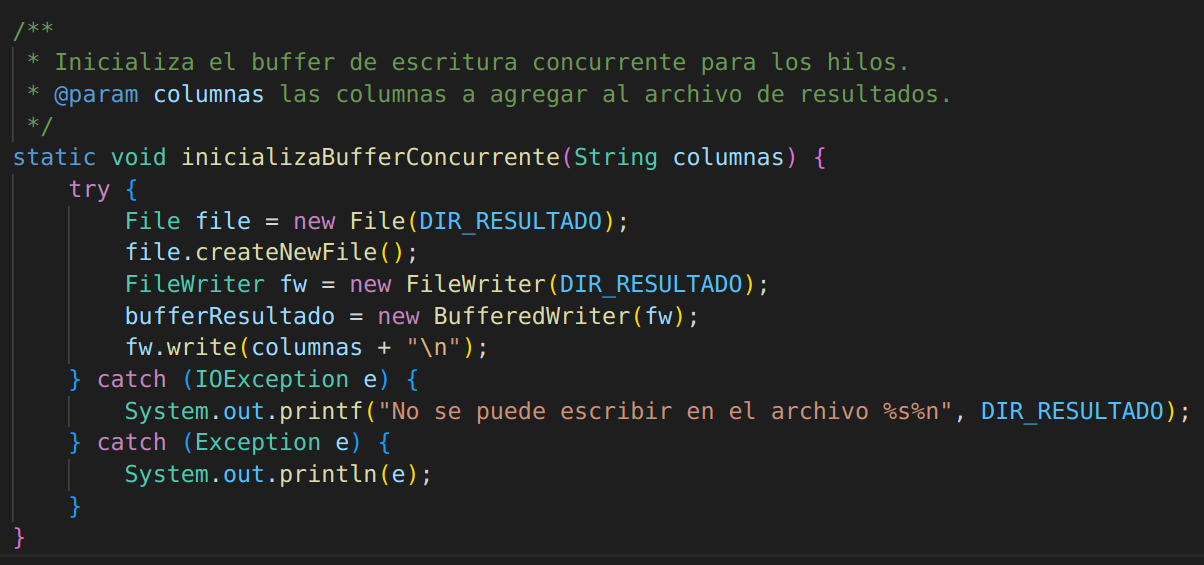 /**
 * Inicializa el buffer de escritura concurrente para los hilos.
 * @param columnas las columnas a agregar al archivo de resultados.
 */
static void inicializaBufferConcurrente(String columnas) {
    try {
        File file = new File(DIR_RESULTADO);
        file.createNewFile();
        FileWriter fw = new FileWriter(DIR_RESULTADO);
        bufferResultado = new BufferedWriter(fw);
        fw.write(columnas + "\n");
    } catch (IOException e) {
        System.out.printf("No se puede escribir en el archivo %s%n", DIR_RESULTADO);
    } catch (Exception e) {
        System.out.println(e);
    }
}